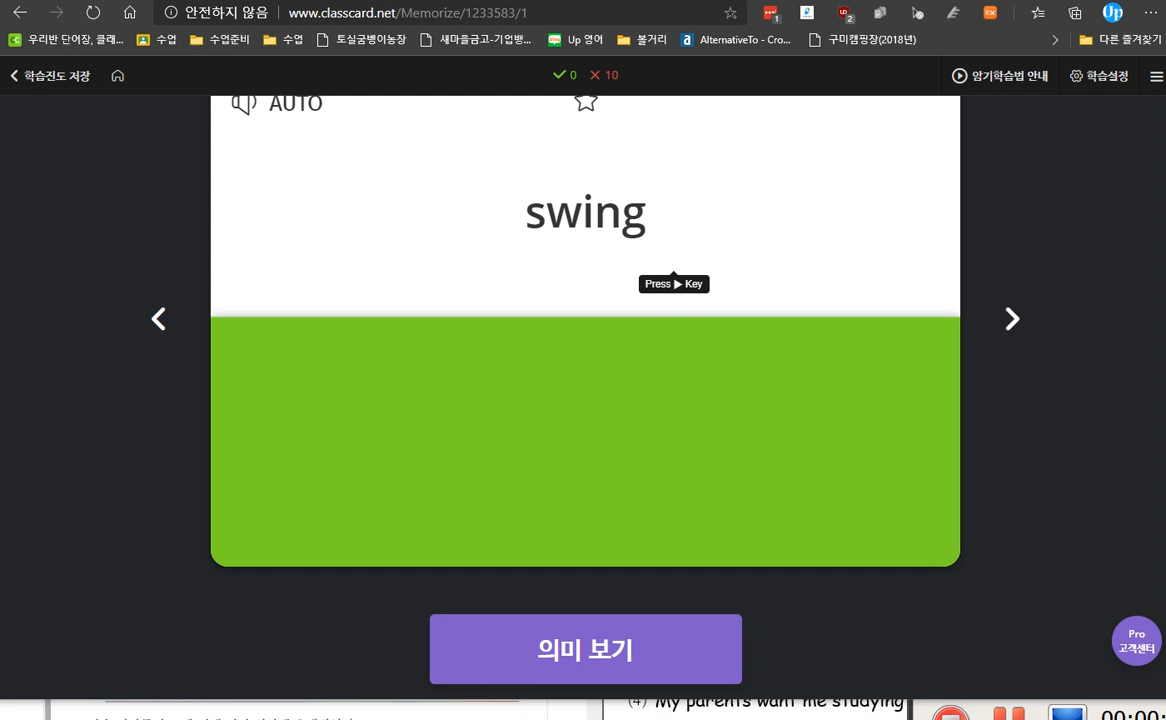 안전하지 않음 www.classcard.net/Memorize/1233583/1
우리반 단어장, 클래... 수업 수업준비 수업 토실굼벵이농장 새마을금고-기업뱅... Up 영어 볼거리 AlternativeTo - Cro... 구미캠핑장(2018년) 다른 즐겨찾기
학습진도 저장 0 10 암기학습법 안내 학습설정
AUTO
swing
Press ▶ Key
의미 보기
Pro
고객센터
(4) My parents want me studying
00:00: